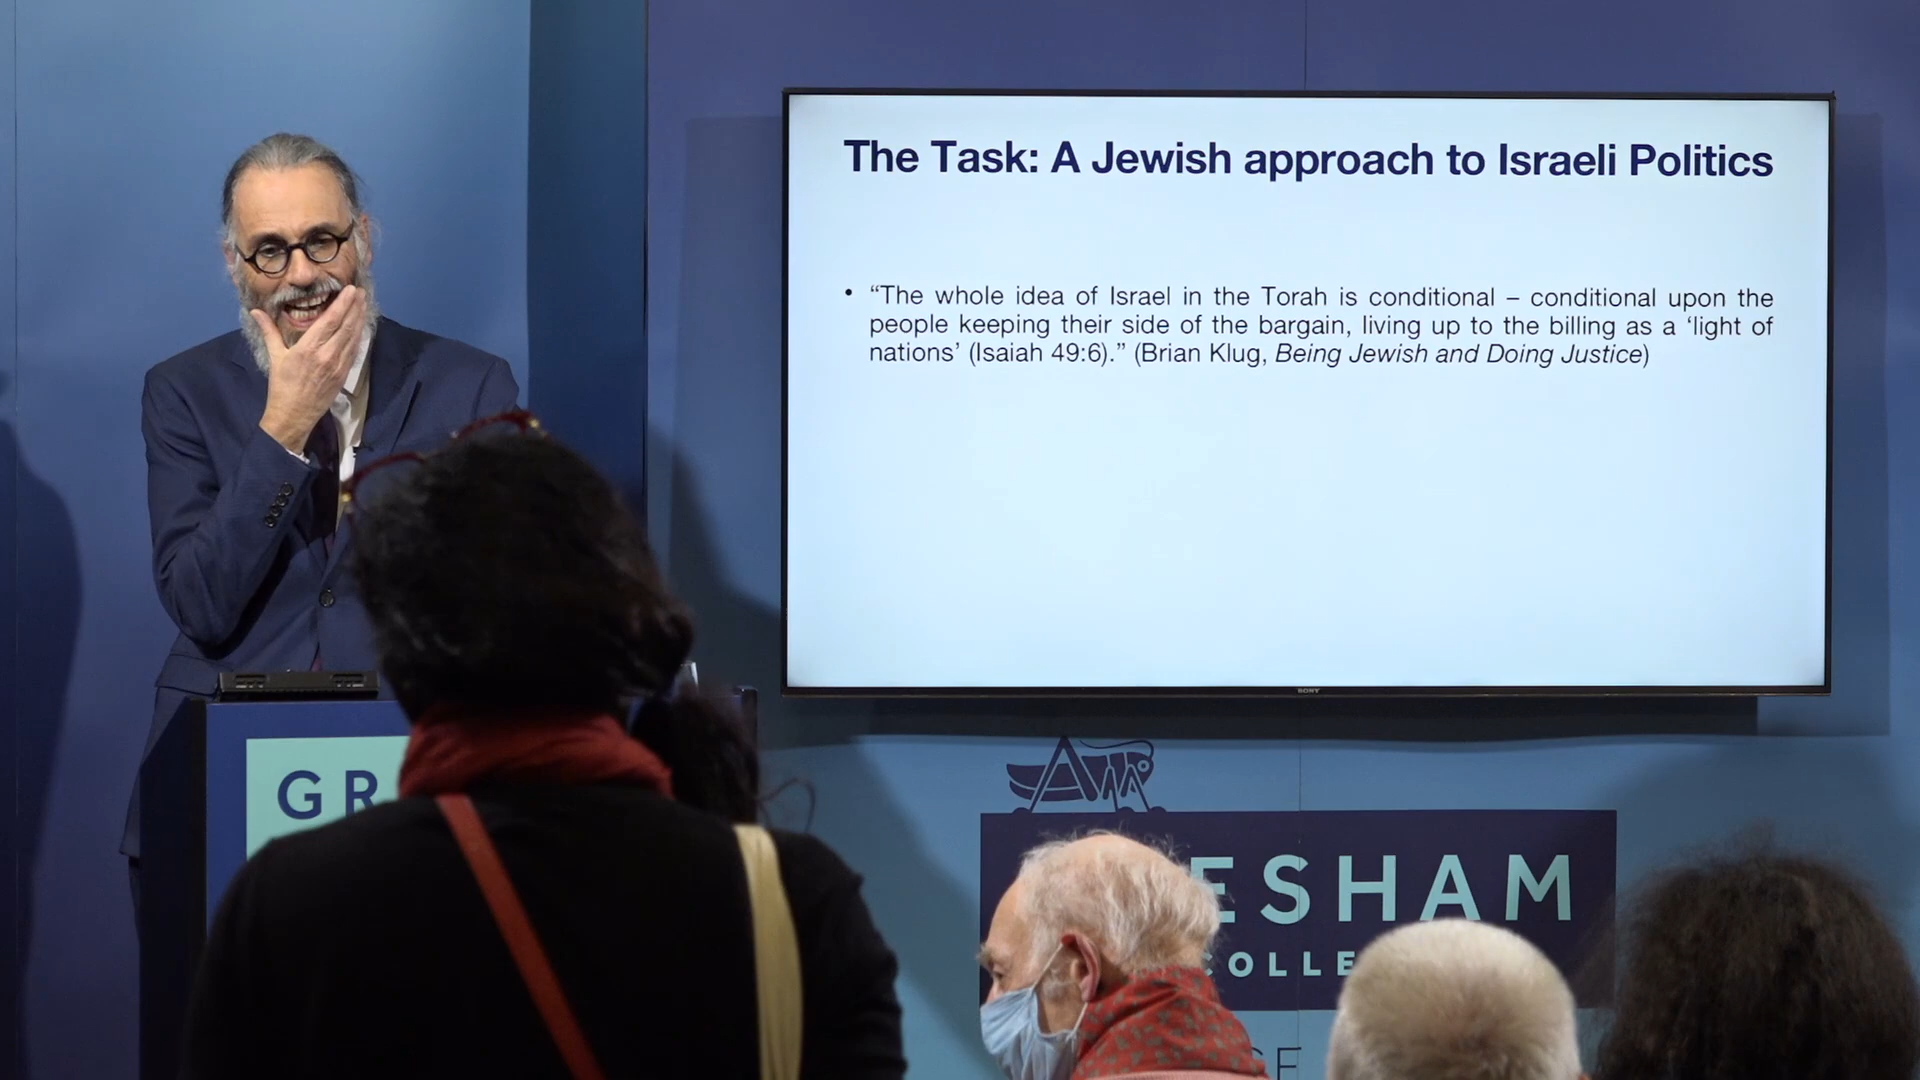 The Task: A Jewish approach to Israeli Politics
• “The whole idea of Israel in the Torah is conditional – conditional upon the
people keeping their side of the bargain, living up to the billing as a ‘light of
nations’ (Isaiah 49:6).” (Brian Klug, Being Jewish and Doing Justice)
SONY
GR
ESHAM
COLLE